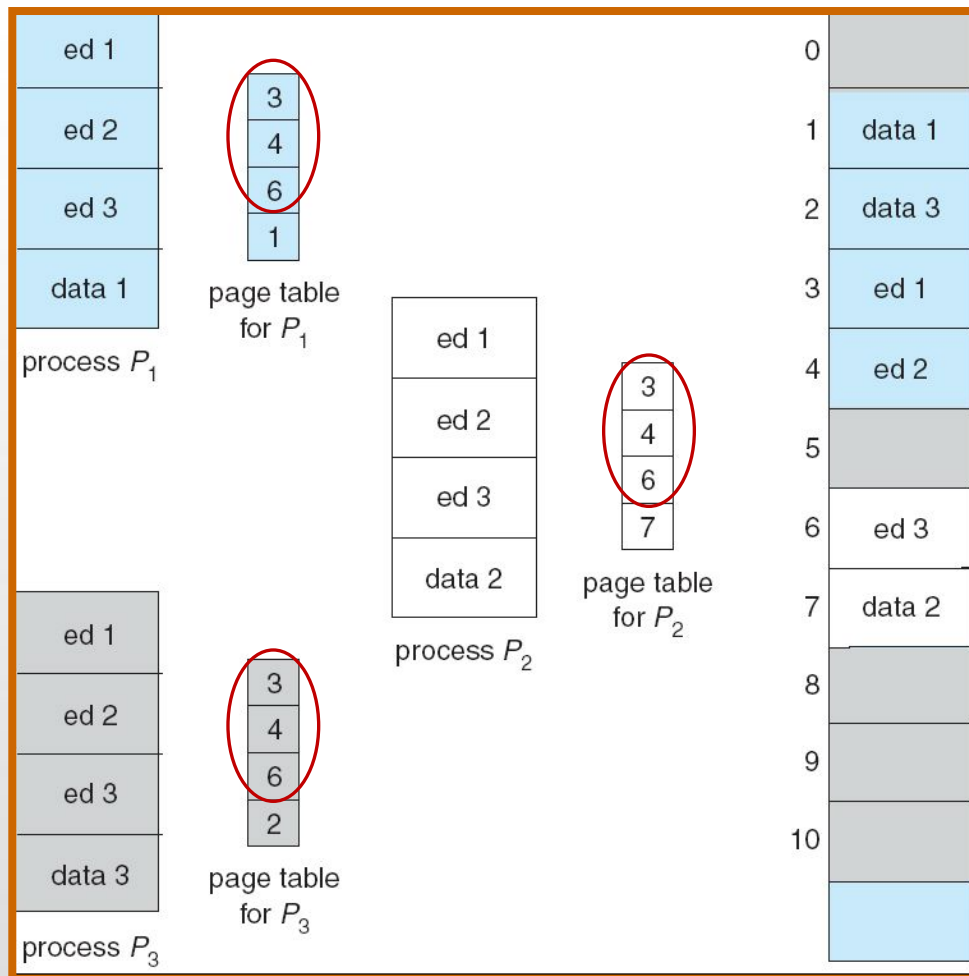 ed 1
ed 2
ed 3
data 1
process P1
3
4
6
1
page table
for P1
ed 1
ed 2
ed 3
data 2
process P2
3
4
6
7
page table
for P2
ed 1
ed 2
ed 3
data 3
process P3
3
4
6
2
page table
for P3
0
1 data 1
2 data 3
3 ed 1
4 ed 2
5
6 ed 3
7 data 2
8
9
10